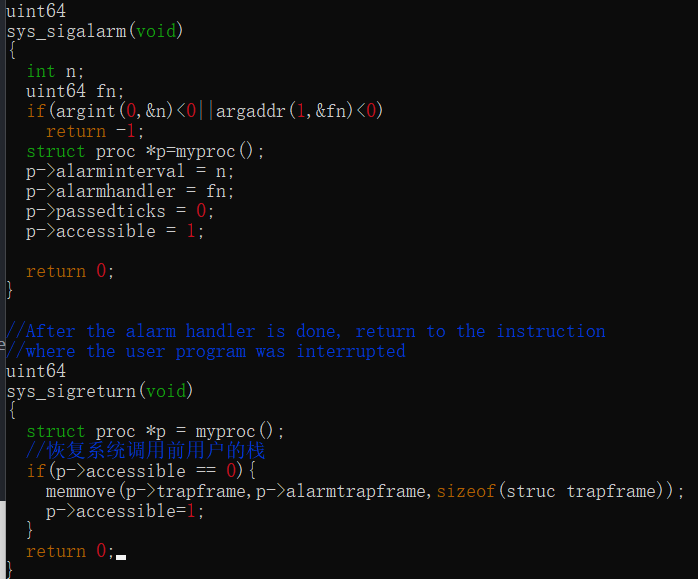 uint64
sys_sigalarm(void)
{
  int n;
  uint64 fn;
  if(argint(0,&n)<0||argaddr(1,&fn)<0)
    return -1;
  struct proc *p=myproc();
  p->alarminterval = n;
  p->alarmhandler = fn;
  p->passedticks = 0;
  p->accessible = 1;

  return 0;
}

//After the alarm handler is done, return to the instruction
//where the user program was interrupted
uint64
sys_sigreturn(void)
{
  struct proc *p = myproc();
  //恢复系统调用前用户的栈
  if(p->accessible == 0){
    memmove(p->trapframe,p->alarmtrapframe,sizeof(struc trapframe));
    p->accessible=1;
  }
  return 0;
}